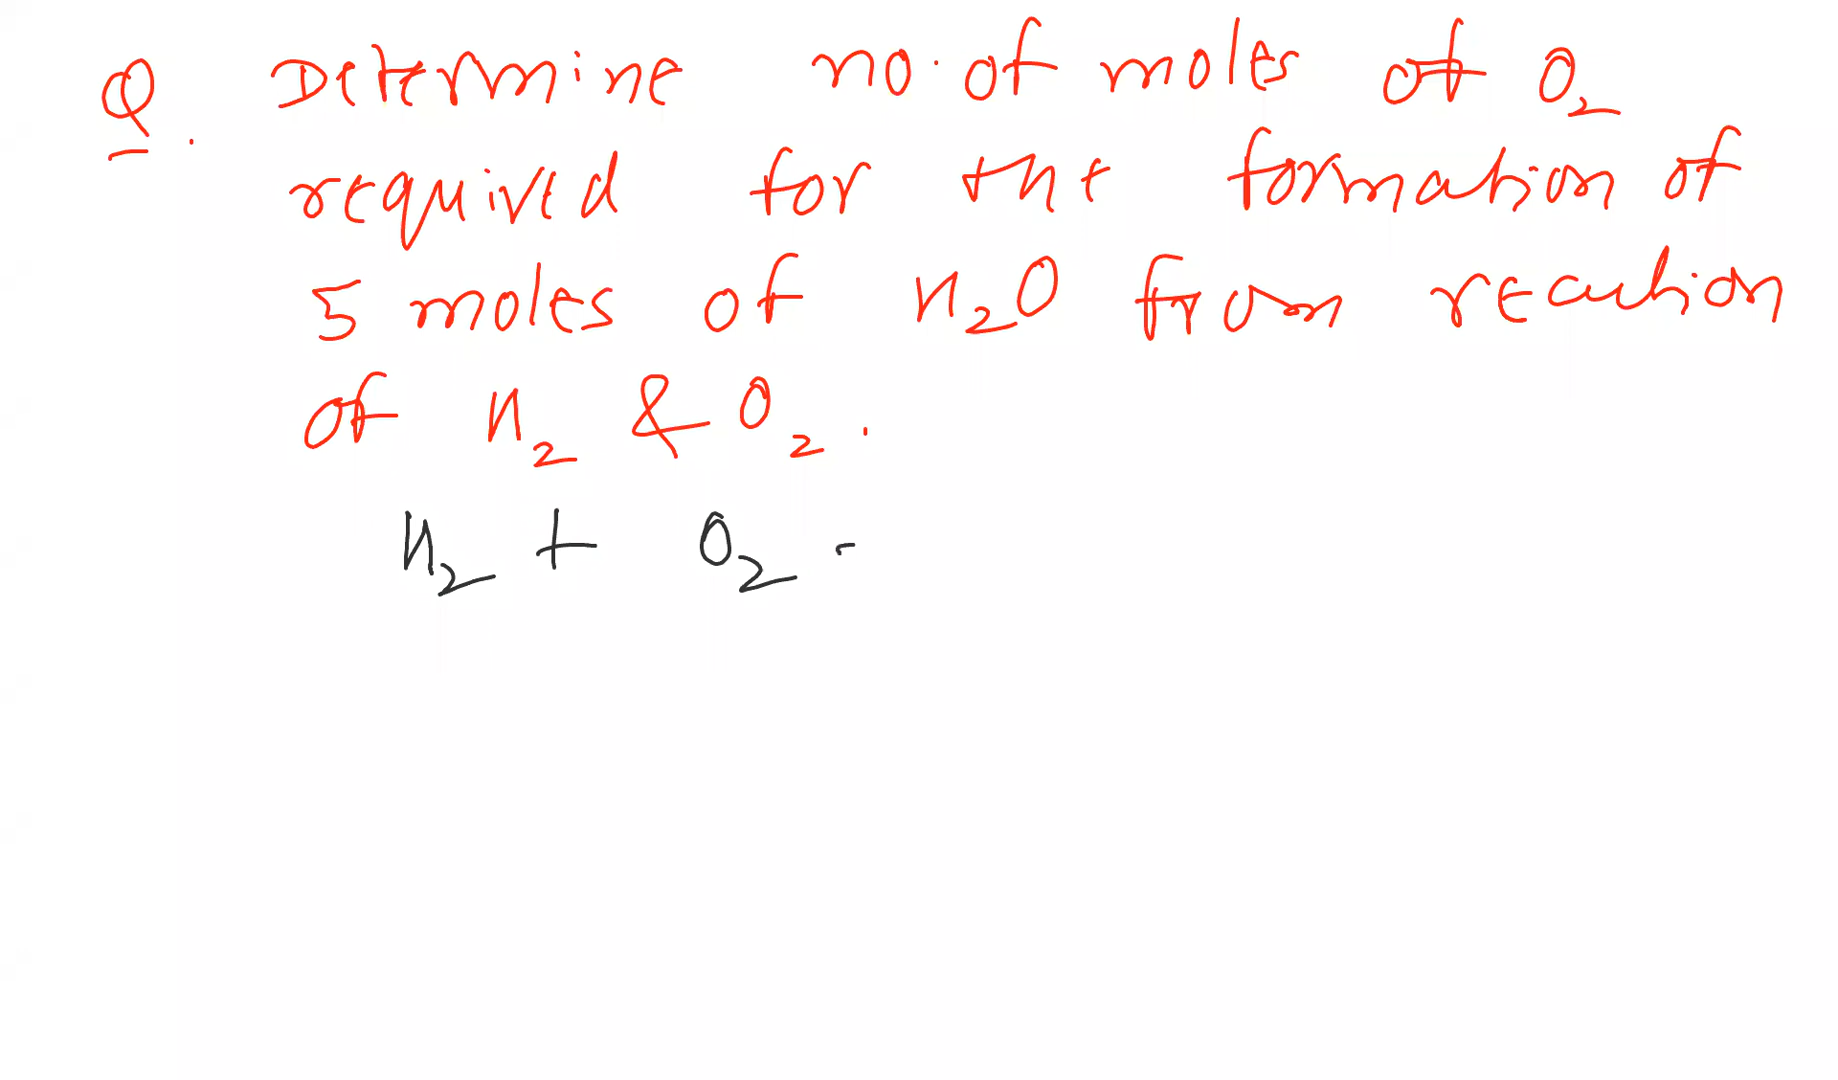 Q. Determine no. of moles of O₂
required for the formation of
5 moles of H₂O from reaction
of H₂ & O₂.
H₂ + O₂ -